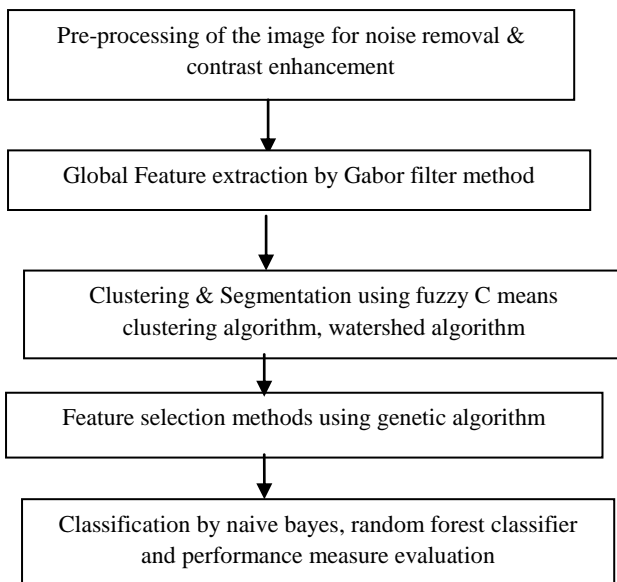 Pre-processing of the image for noise removal &
contrast enhancement
Global Feature extraction by Gabor filter method
Clustering & Segmentation using fuzzy C means
clustering algorithm, watershed algorithm
Feature selection methods using genetic algorithm
Classification by naive bayes, random forest classifier
and performance measure evaluation